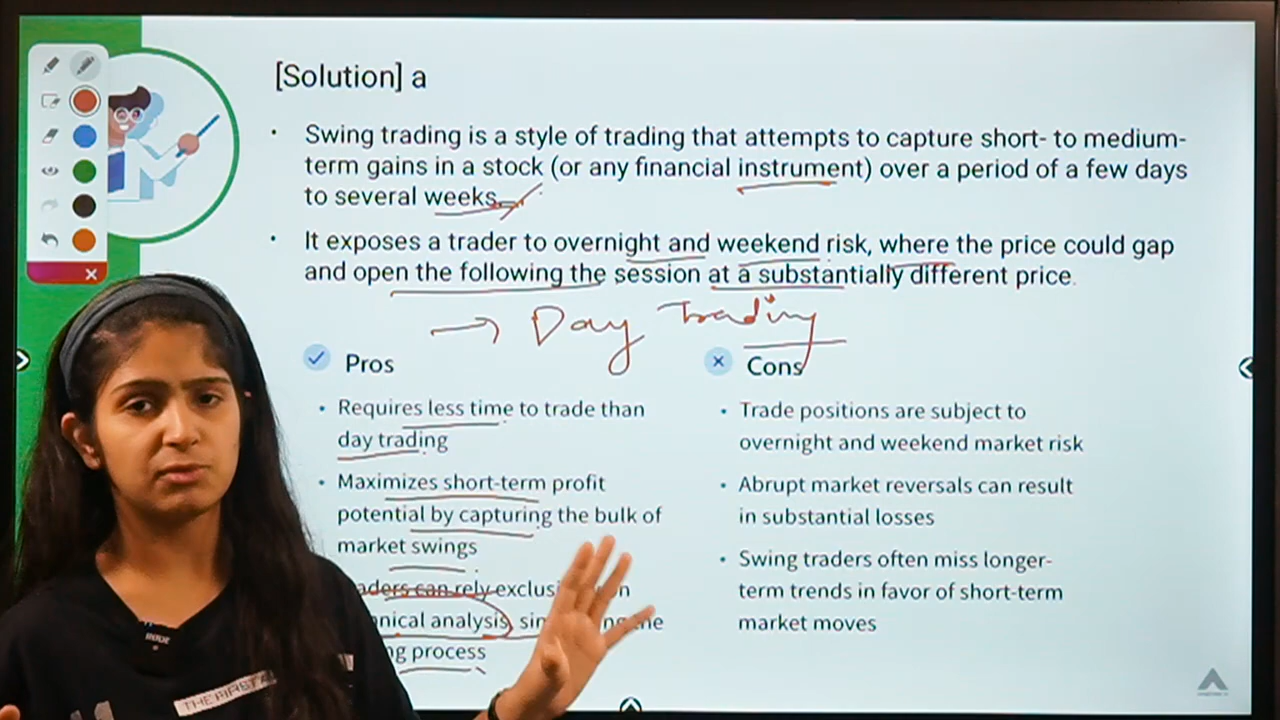 [Solution] a
• Swing trading is a style of trading that attempts to capture short- to medium-
term gains in a stock (or any financial instrument) over a period of a few days
to several weeks.
• It exposes a trader to overnight and weekend risk, where the price could gap
and open the following the session at a substantially different price.
→ Day Trading
Pros
• Requires less time to trade than
day trading
• Maximizes short-term profit
potential by capturing the bulk of
market swings
can rely
analysis
process
Cons
• Trade positions are subject to
overnight and weekend market risk
• Abrupt market reversals can result
in substantial losses
• Swing traders often miss longer-
term trends in favor of short-term
market moves
THE FIRST